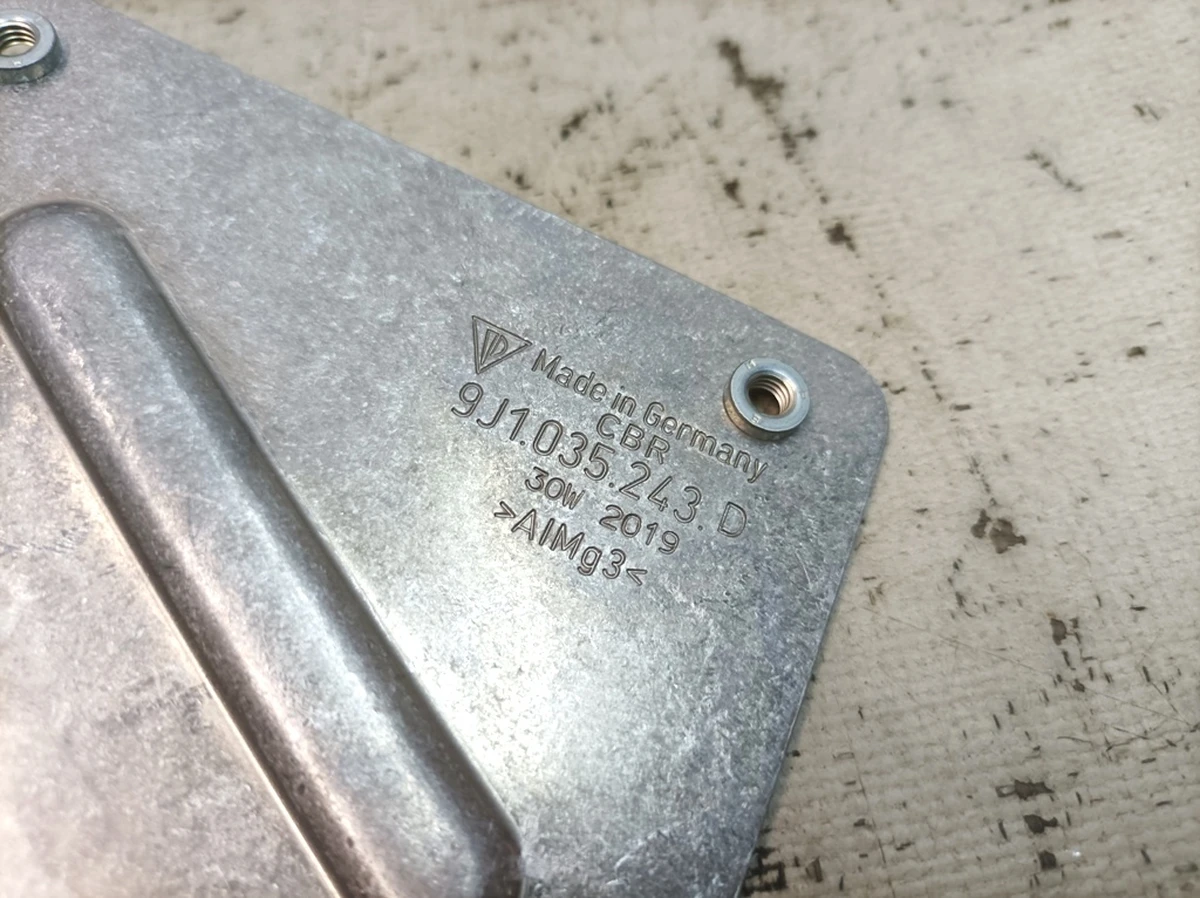 Made in Germany
CBR
9J1.035.243.D
30W 2019
>AlMg3<